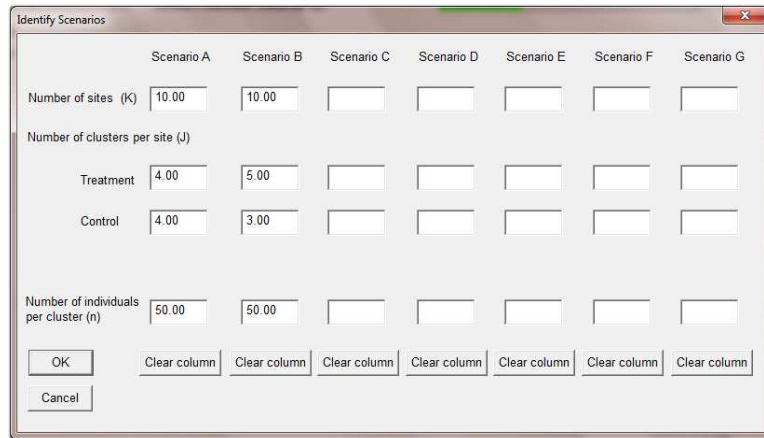 Identify Scenarios
Scenario A Scenario B Scenario C Scenario D Scenario E Scenario F Scenario G
Number of sites (K) 10.00 10.00
Number of clusters per site (J)
Treatment 4.00 5.00
Control 4.00 3.00
Number of individuals
per cluster (n) 50.00 50.00
OK Clear column Clear column Clear column Clear column Clear column Clear column Clear column
Cancel